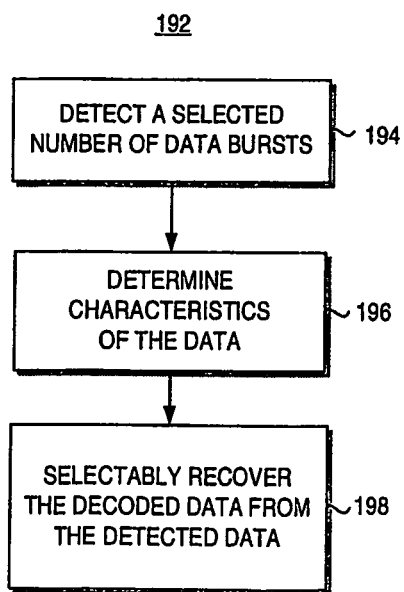 192
DETECT A SELECTED
NUMBER OF DATA BURSTS
194
DETERMINE
CHARACTERISTICS
OF THE DATA
196
SELECTABLY RECOVER
THE DECODED DATA FROM
THE DETECTED DATA
198